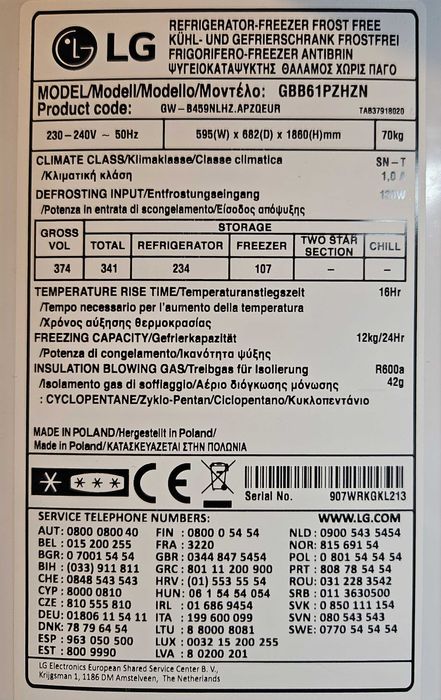 LG
REFRIGERATOR-FREEZER FROST FREE
KÜHL- UND GEFRIERSCHRANK FROSTFREI
FRIGORIFERO-FREEZER ANTIBRIN
ΨΥΓΕΙΟΚΑΤΑΨΥΚΤΗΣ ΘΑΛΑΜΟΣ ΧΩΡΙΣ ΠΑΓΟ
MODEL/Modell/Modello/Μοντέλο: GBB61PZHZN
Product code: GW-B459NLHZ.APZQEUR TAB37918020
230-240V ~ 50Hz 595(W) x 682(D) x 1860(H)mm 70kg
CLIMATE CLASS/Klimaklasse/Classe climatica SN-T
/Κλιματική κλάση 1,0 A
DEFROSTING INPUT/Entfrostungseingang
/Potenza in entrata di scongelamento/Είσοδος απόψυξης
GROSS VOL STORAGE
TOTAL REFRIGERATOR FREEZER TWO STAR SECTION CHILL
374 341 234 107 - -
TEMPERATURE RISE TIME/Temperaturanstiegszeit 16Hr
/Tempo necessario per l'aumento della temperatura
/Χρόνος αύξησης θερμοκρασίας
FREEZING CAPACITY/Gefrierkapazität 12kg/24Hr
/Potenza di congelamento/Ικανότητα ψύξης
INSULATION BLOWING GAS/Treibgas für Isolierung R600a
/Isolamento gas di soffiaggio/Αέριο διόγκωσης μόνωσης 42g
: CYCLOPENTANE/Zyklo-Pentan/Ciclopentano/Κυκλοπεντάνιο
MADE IN POLAND/Hergestellt in Poland/
Made in Poland/ΚΑΤΑΣΚΕΥΑΖΕΤΑΙ ΣΤΗΝ ΠΟΛΩΝΙΑ
CE
Serial No. 907WRKGKL213
SERVICE TELEPHONE NUMBERS: WWW.LG.COM
AUT: 0800 0800 40 FIN : 0800 0 54 54 NLD : 0900 543 5454
BEL : 015 200 255 FRA : 3220 NOR : 815 691 54
BGR: 0 7001 54 54 GBR : 0344 847 5454 POL : 0 801 54 54 54
BIH : (033) 911 811 GRC : 801 11 200 900 PRT : 808 78 54 54
CHE : 0848 543 543 HRV : (01) 553 55 54 ROU : 031 228 3542
CYP : 8000 0810 HUN : 06 1 54 54 054 SRB : 011 3630500
CZE : 810 555 810 IRL : 01 686 9454 SVK : 0 850 111 154
DEU: 01806 11 54 11 ITA : 199 600 099 SVN : 080 543 543
DNK: 78 79 64 54 LTU : 8 8000 8081 SWE: 0770 54 54 54
ESP : 963 050 500 LUX : 0032 15 200 255
EST : 800 9990 LVA : 8 0200 201
LG Electronics European Shared Service Center B.V.,
Krijgsman 1, 1186 DM Amstelveen, The Netherlands